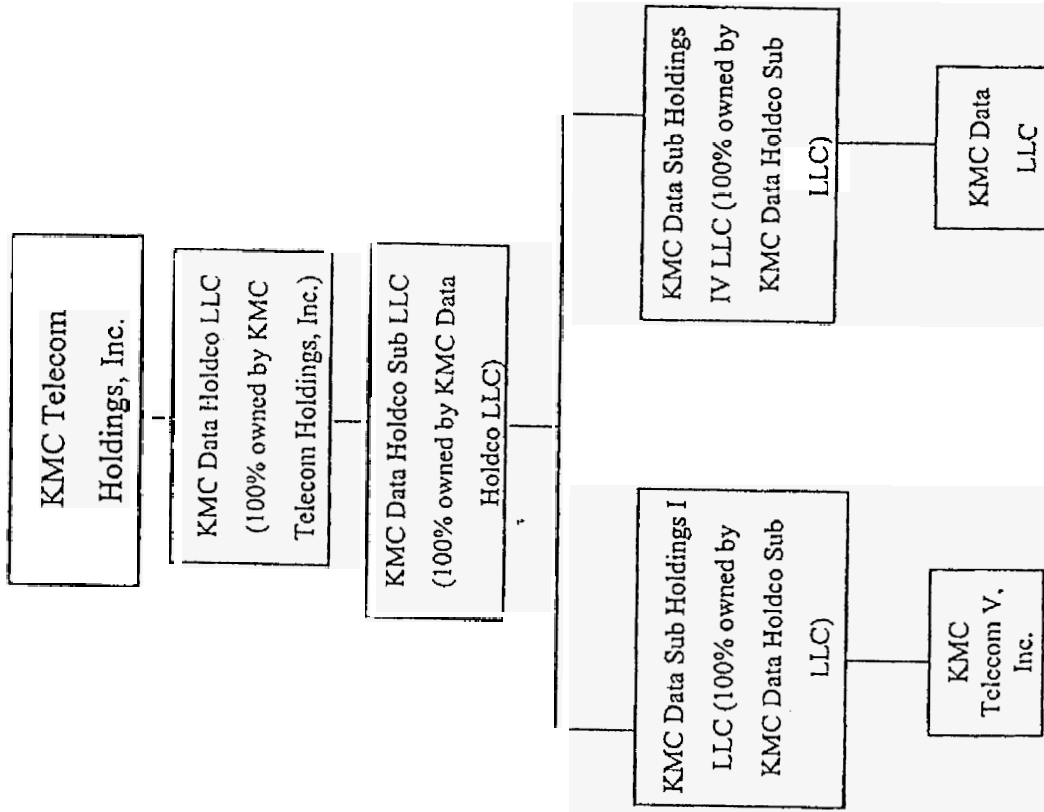 KMC Telecom
Holdings, Inc.
KMC Data Holdco LLC
(100% owned by KMC
Telecom Holdings, Inc.)
KMC Data Holdco Sub LLC
(100% owned by KMC Data
Holdco LLC)
KMC Data Sub Holdings I
LLC (100% owned by
KMC Data Holdco Sub
LLC)
KMC Data Sub Holdings
IV LLC (100% owned by
KMC Data Holdco Sub
LLC)
KMC
Telecom V,
Inc.
KMC Data
LLC